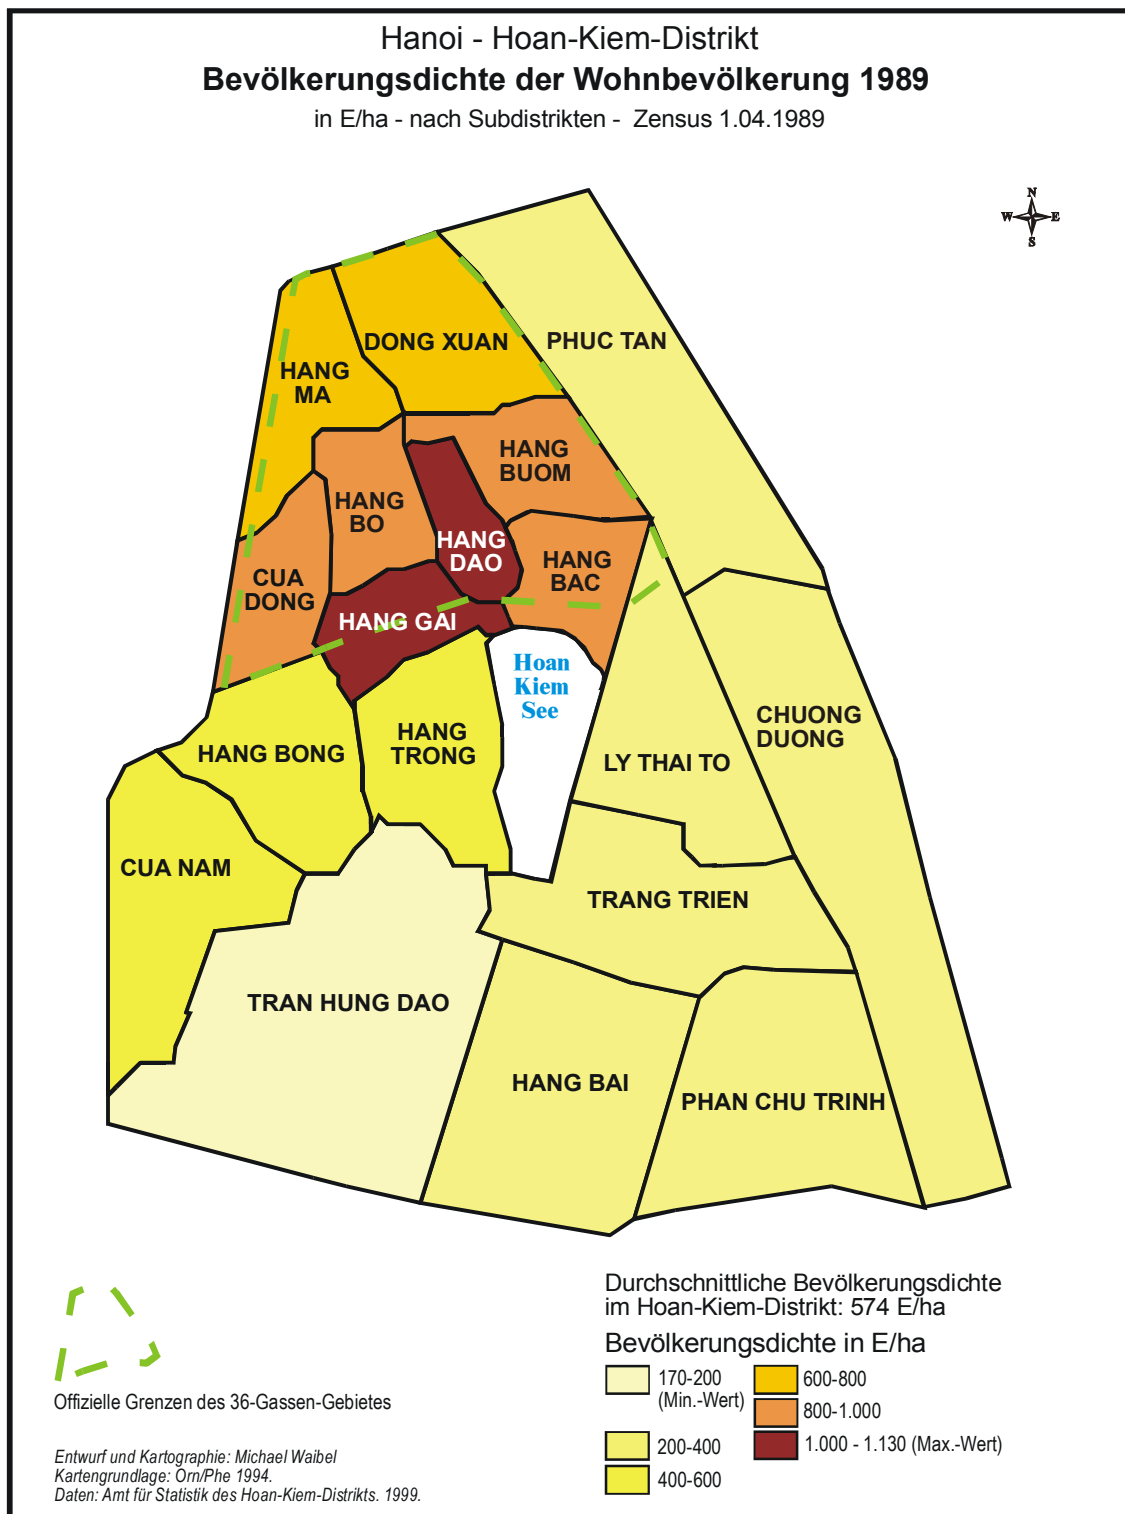 Hanoi - Hoan-Kiem-Distrikt
Bevölkerungsdichte der Wohnbevölkerung 1989
in E/ha - nach Subdistrikten - Zensus 1.04.1989
N
W E
S
PHUC TAN
DONG XUAN
HANG
MA
HANG
BUOM
HANG
BO
HANG
DAO
HANG
BAC
CUA
DONG
HANG GAI
Hoan
Kiem
See
CHUONG
DUONG
HANG
TRONG
HANG BONG
LY THAI TO
CUA NAM
TRANG TRIEN
TRAN HUNG DAO
HANG BAI
PHAN CHU TRINH
Offizielle Grenzen des 36-Gassen-Gebietes
Entwurf und Kartographie: Michael Waibel
Kartengrundlage: Orn/Phe 1994.
Daten: Amt für Statistik des Hoan-Kiem-Distrikts. 1999.
Durchschnittliche Bevölkerungsdichte
im Hoan-Kiem-Distrikt: 574 E/ha
Bevölkerungsdichte in E/ha
170-200
(Min.-Wert)
200-400
400-600
600-800
800-1.000
1.000 - 1.130 (Max.-Wert)